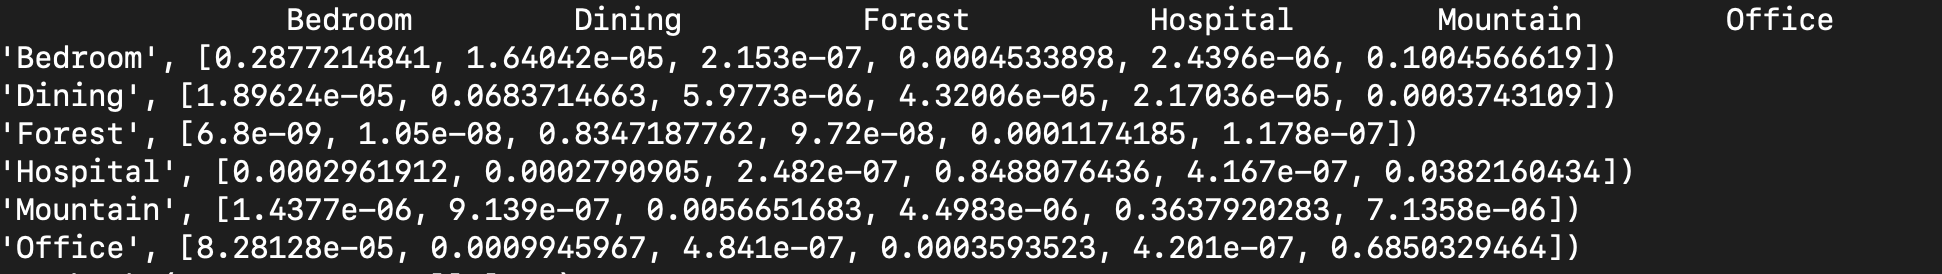 Bedroom Dining Forest Hospital Mountain Office
'Bedroom', [0.2877214841, 1.64042e-05, 2.153e-07, 0.0004533898, 2.4396e-06, 0.1004566619])
'Dining', [1.89624e-05, 0.0683714663, 5.9773e-06, 4.32006e-05, 2.17036e-05, 0.0003743109])
'Forest', [6.8e-09, 1.05e-08, 0.8347187762, 9.72e-08, 0.0001174185, 1.178e-07])
'Hospital', [0.0002961912, 0.0002790905, 2.482e-07, 0.8488076436, 4.167e-07, 0.0382160434])
'Mountain', [1.4377e-06, 9.139e-07, 0.0056651683, 4.4983e-06, 0.3637920283, 7.1358e-06])
'Office', [8.28128e-05, 0.0009945967, 4.841e-07, 0.0003593523, 4.201e-07, 0.6850329464])